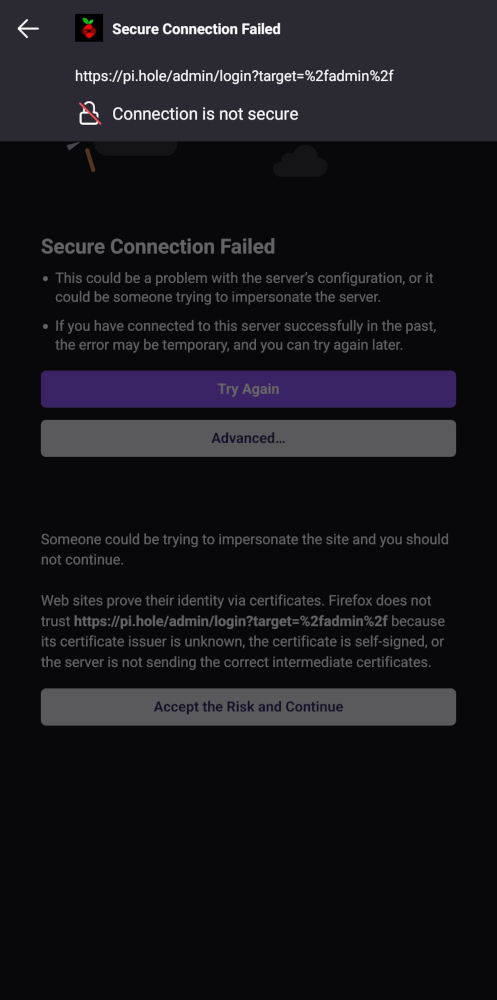 Secure Connection Failed
https://pi.hole/admin/login?target=%2fadmin%2f
Connection is not secure
Secure Connection Failed
• This could be a problem with the server's configuration, or it
could be someone trying to impersonate the server.
• If you have connected to this server successfully in the past,
the error may be temporary, and you can try again later.
Try Again
Advanced…
Someone could be trying to impersonate the site and you should
not continue.
Web sites prove their identity via certificates. Firefox does not
trust https://pi.hole/admin/login?target=%2fadmin%2f because
its certificate issuer is unknown, the certificate is self-signed, or
the server is not sending the correct intermediate certificates.
Accept the Risk and Continue